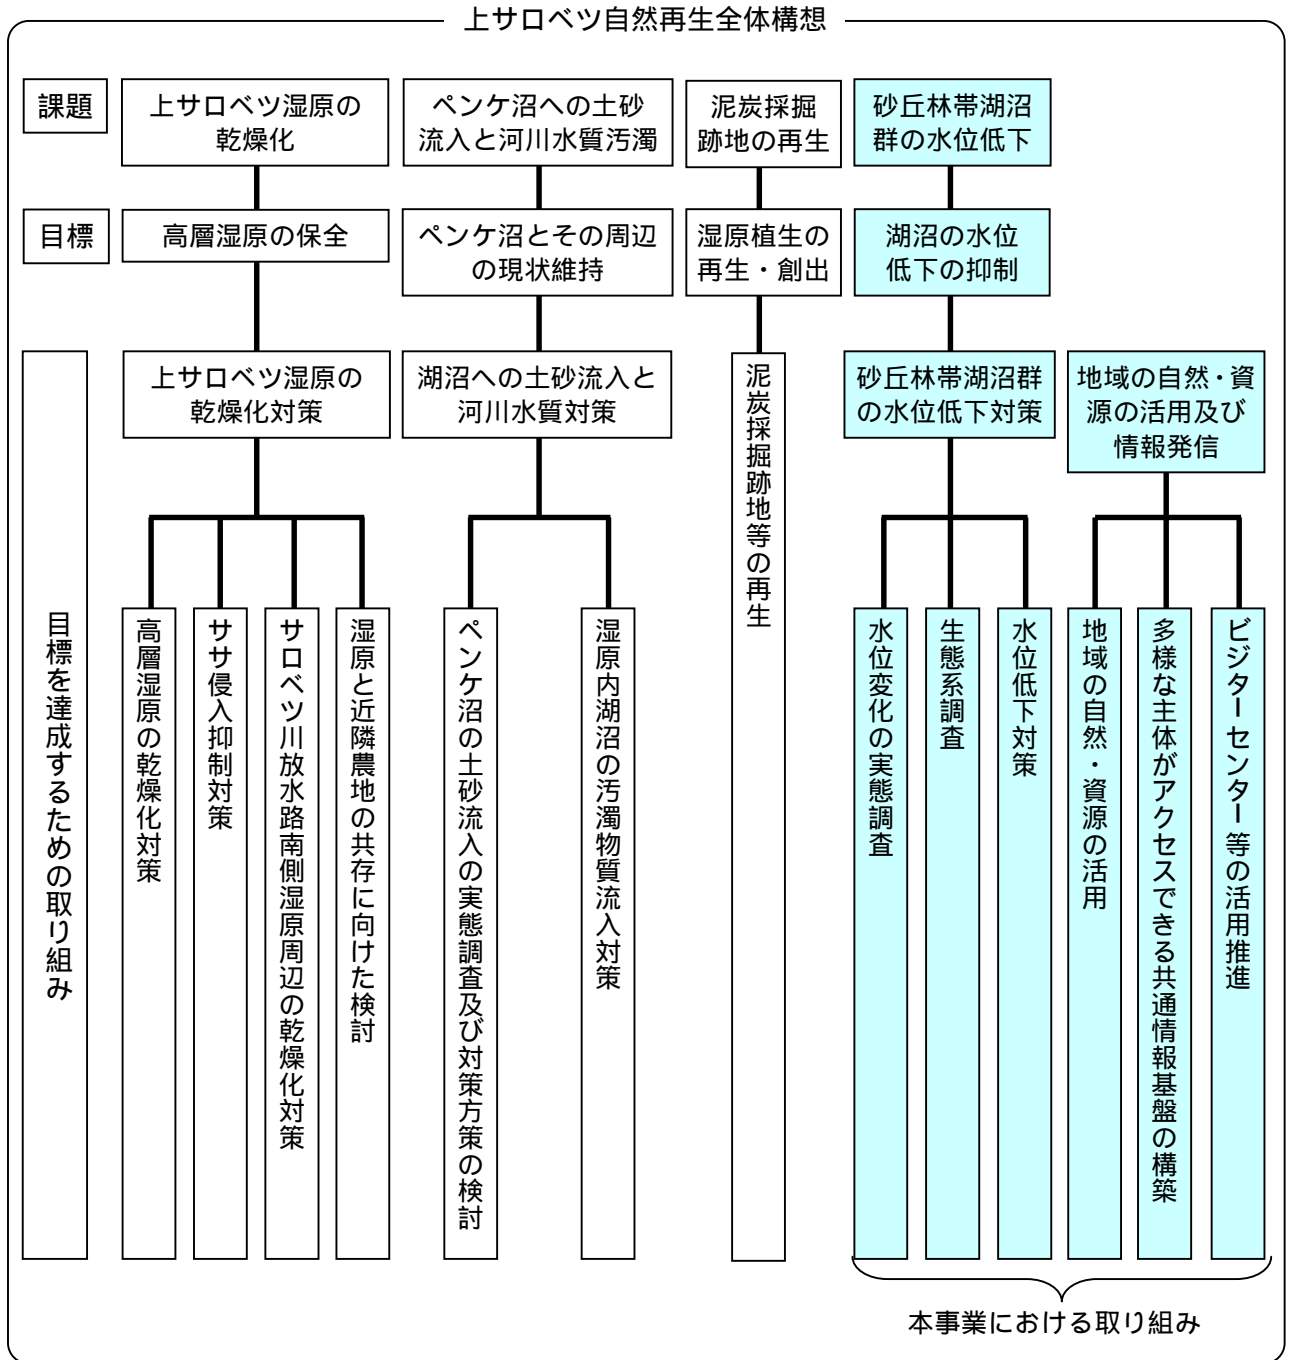 上サロベツ自然再生全体構想
課題
上サロベツ湿原の
乾燥化
ペンケ沼への土砂
流入と河川水質汚濁
泥炭採掘
跡地の再生
砂丘林帯湖沼
群の水位低下
目標
高層湿原の保全
ペンケ沼とその周辺
の現状維持
湿原植生の
再生・創出
湖沼の水位
低下の抑制
目標を達成するための取り組み
上サロベツ湿原の
乾燥化対策
湖沼への土砂流入と
河川水質対策
泥炭採掘跡地等の再生
砂丘林帯湖沼群
の水位低下対策
地域の自然・資
源の活用及び
情報発信
高層湿原の乾燥化対策
ササ侵入抑制対策
サロベツ川放水路南側湿原周辺の乾燥化対策
湿原と近隣農地の共存に向けた検討
ペンケ沼の土砂流入の実態調査及び対策方策の検討
湿原内湖沼の汚濁物質流入対策
水位変化の実態調査
生態系調査
水位低下対策
地域の自然・資源の活用
多様な主体がアクセスできる共通情報基盤の構築
ビジターセンター等の活用推進
本事業における取り組み